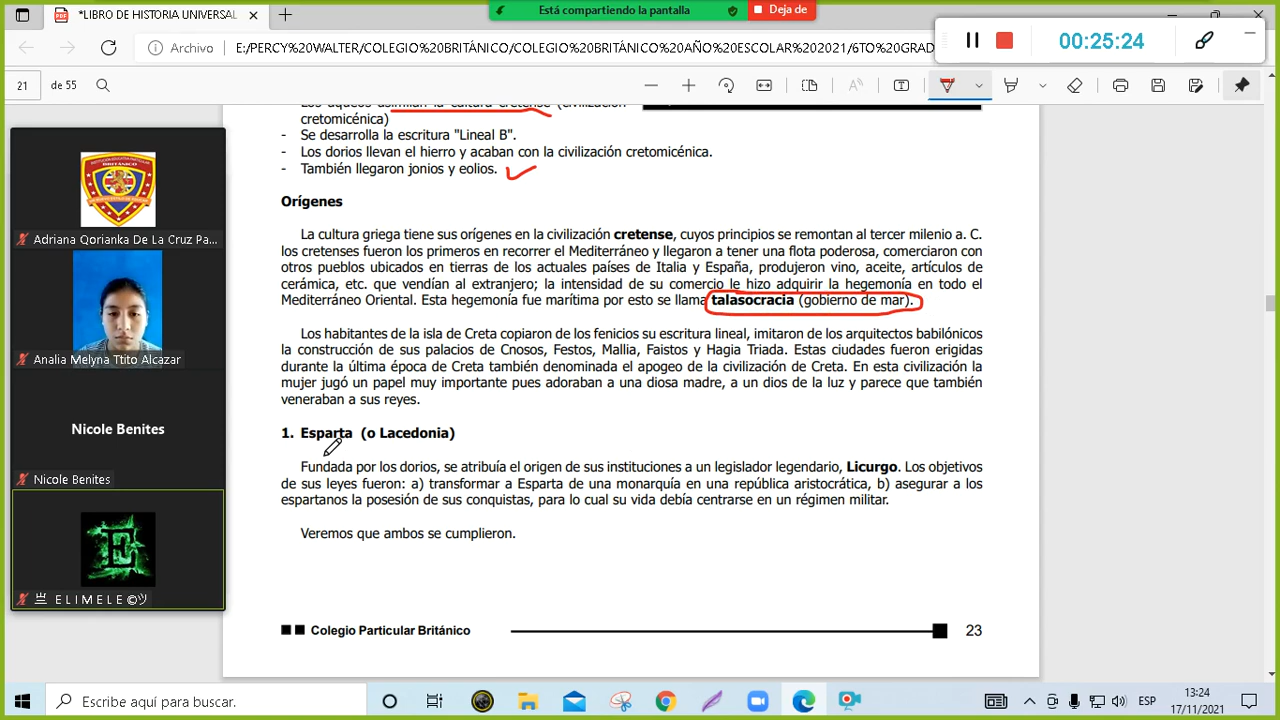 *LIBRO DE HISTORIA UNIVERSAL
Está compartiendo la pantalla
Deja de
Archivo
E:/PERCY%20WALTER/COLEGIO%20BRITÁNICO/COLEGIO%20BRITÁNICO%20AÑO%20ESCOLAR%202021/6TO%20GRAD
00:25:24
21
de 55
Los aqueos asimilan la cultura cretense (civilización
cretomicénica)
- Se desarrolla la escritura "Lineal B".
- Los dorios llevan el hierro y acaban con la civilización cretomicénica.
- También llegaron jonios y eolios.
Orígenes
La cultura griega tiene sus orígenes en la civilización cretense, cuyos principios se remontan al tercer milenio a. C.
los cretenses fueron los primeros en recorrer el Mediterráneo y llegaron a tener una flota poderosa, comerciaron con
otros pueblos ubicados en tierras de los actuales países de Italia y España, produjeron vino, aceite, artículos de
cerámica, etc. que vendían al extranjero; la intensidad de su comercio le hizo adquirir la hegemonía en todo el
Mediterráneo Oriental. Esta hegemonía fue marítima por esto se llama talasocracia (gobierno de mar).
Los habitantes de la isla de Creta copiaron de los fenicios su escritura lineal, imitaron de los arquitectos babilónicos
la construcción de sus palacios de Cnosos, Festos, Mallia, Faistos y Hagia Triada. Estas ciudades fueron erigidas
durante la última época de Creta también denominada el apogeo de la civilización de Creta. En esta civilización la
mujer jugó un papel muy importante pues adoraban a una diosa madre, a un dios de la luz y parece que también
veneraban a sus reyes.
1. Esparta (o Lacedonia)
Fundada por los dorios, se atribuía el origen de sus instituciones a un legislador legendario, Licurgo. Los objetivos
de sus leyes fueron: a) transformar a Esparta de una monarquía en una república aristocrática, b) asegurar a los
espartanos la posesión de sus conquistas, para lo cual su vida debía centrarse en un régimen militar.
Veremos que ambos se cumplieron.
Colegio Particular Británico
23
BRITÁNICO
Adriana Qorianka De La Cruz Pa...
Analia Melyna Ttito Alcazar
Nicole Benites
Nicole Benites
E
亗 E L I M E L E ©ツ
Escribe aquí para buscar.
ESP
13:24
17/11/2021